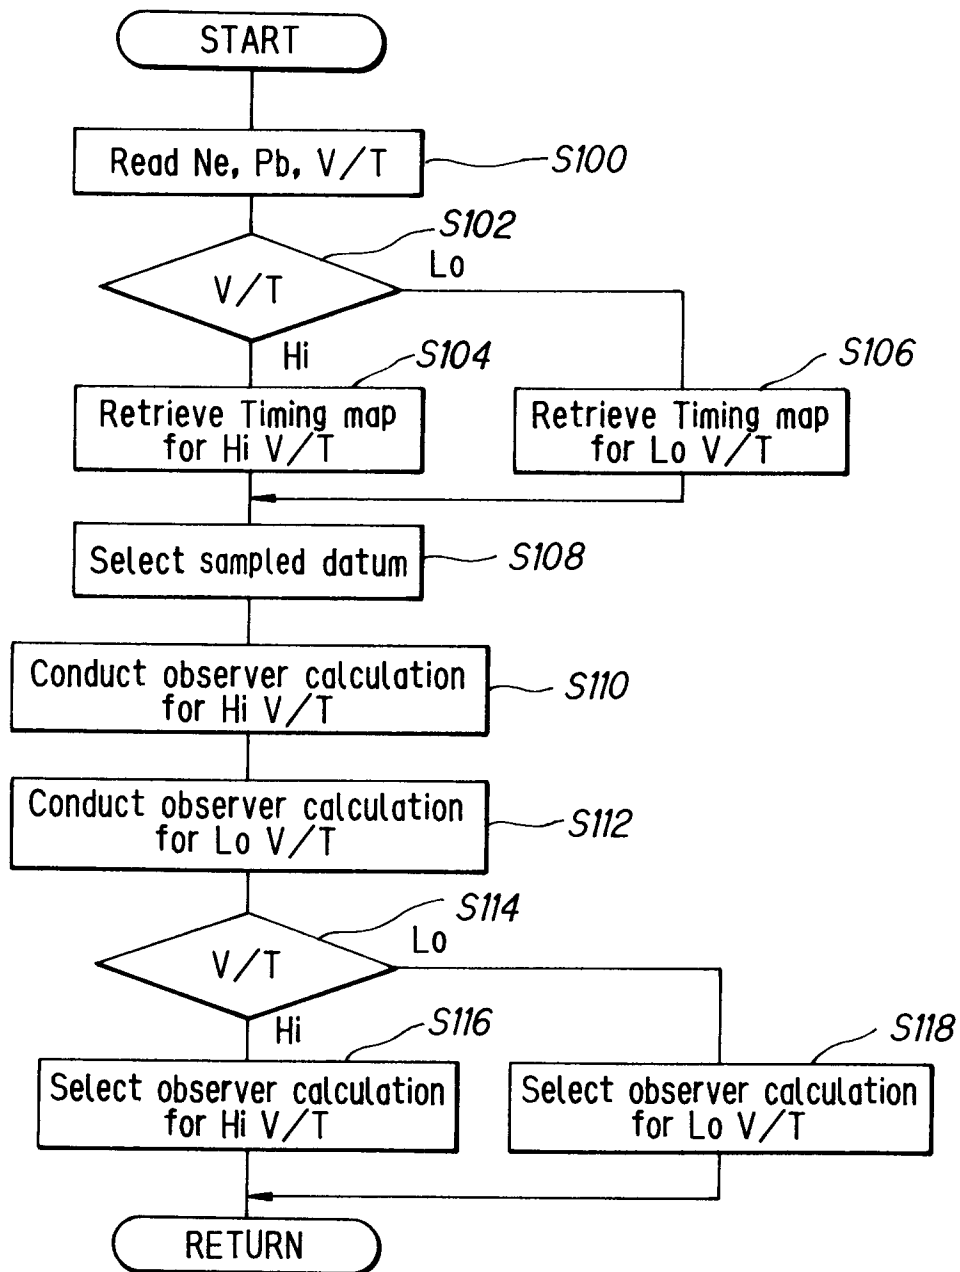 START
Read Ne, Pb, V/T
S100
S102
V/T
Lo
Hi
S104
S106
Retrieve Timing map
for Hi V/T
Retrieve Timing map
for Lo V/T
Select sampled datum
S108
Conduct observer calculation
for Hi V/T
S110
Conduct observer calculation
for Lo V/T
S112
S114
V/T
Lo
Hi
S116
S118
Select observer calculation
for Hi V/T
Select observer calculation
for Lo V/T
RETURN